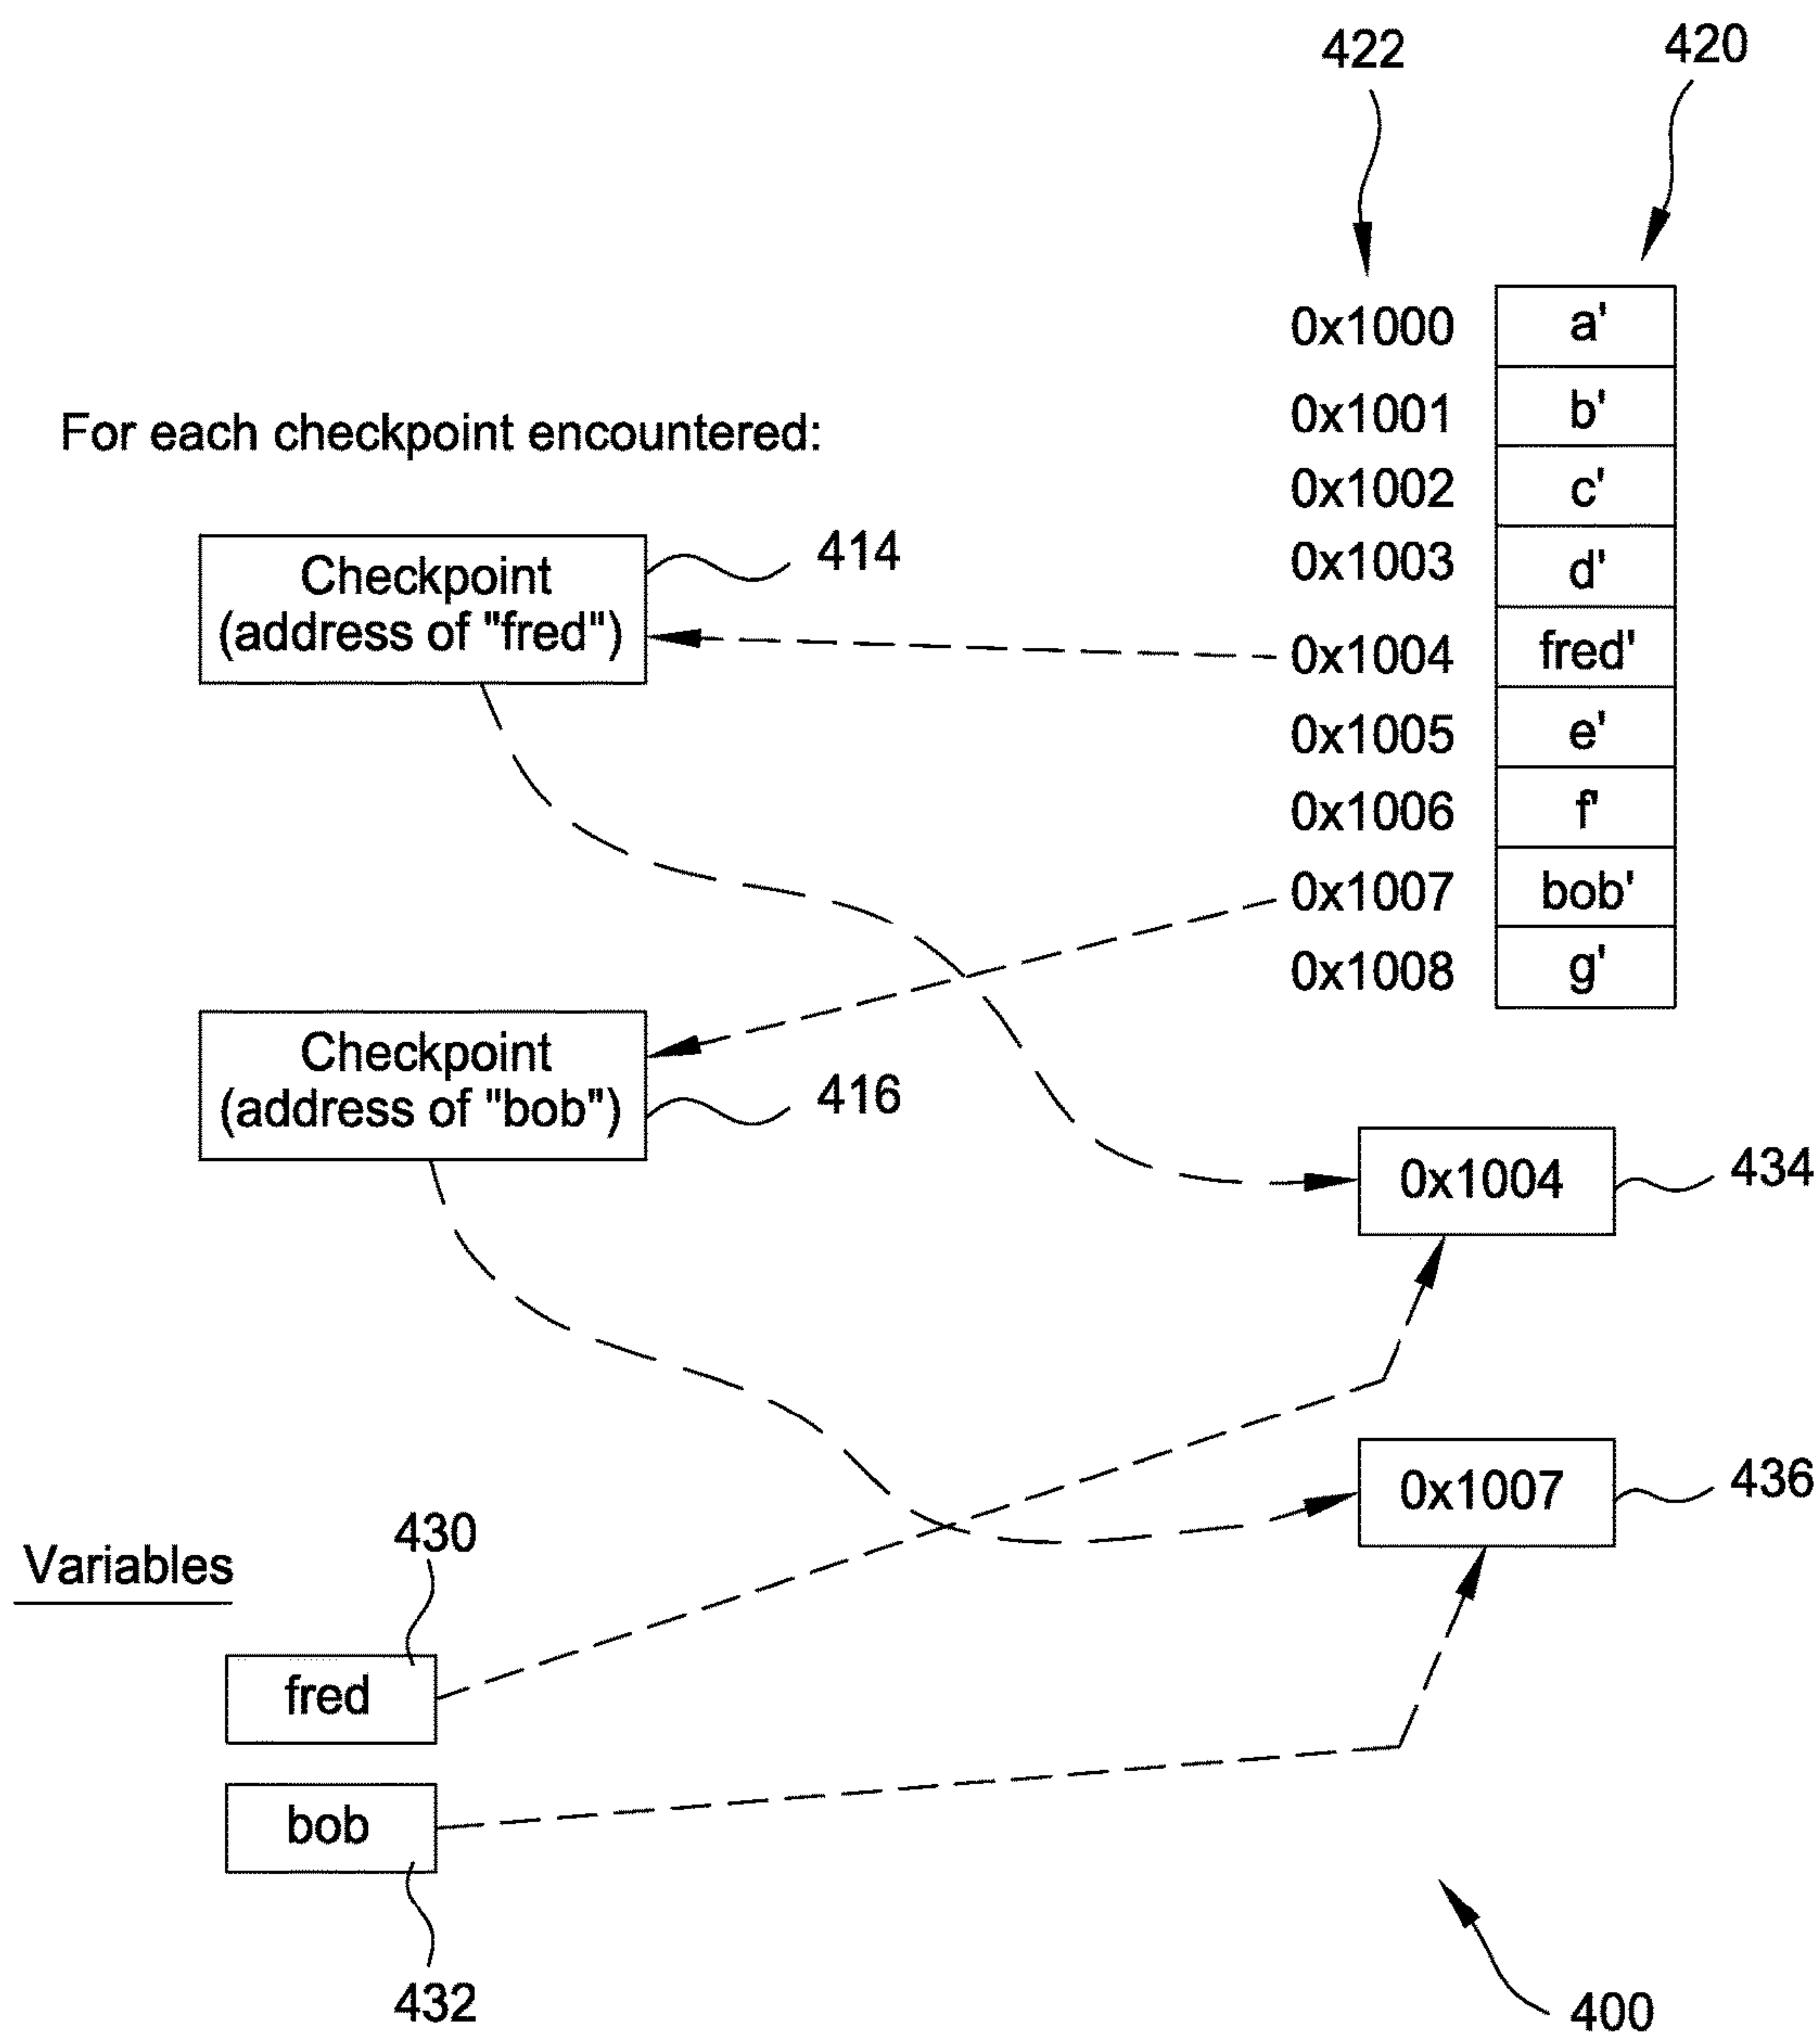 422
420
0x1000 a'
For each checkpoint encountered:
0x1001 b'
0x1002 c'
0x1003 d'
Checkpoint
(address of "fred")
414
0x1004 fred'
0x1005 e'
0x1006 f'
0x1007 bob'
0x1008 g'
Checkpoint
(address of "bob")
416
0x1004
434
0x1007
436
Variables
430
fred
bob
432
400